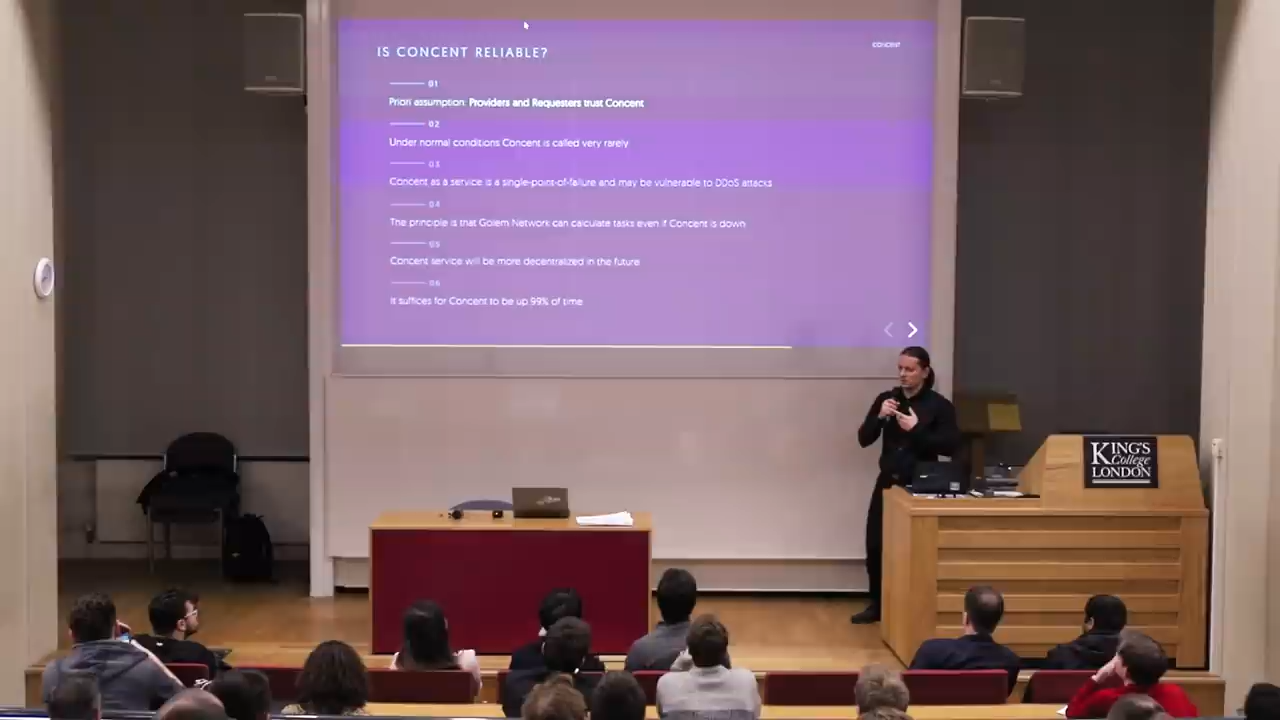 IS CONCENT RELIABLE?
CONCENT
01
Priori assumption: Providers and Requesters trust Concent
02
Under normal conditions Concent is called very rarely
03
Concent as a service is a single-point-of-failure and may be vulnerable to DDoS attacks
04
The principle is that Golem Network can calculate tasks even if Concent is down
05
Concent service will be more decentralized in the future
06
It suffices for Concent to be up 99% of time
KING'S
College
LONDON